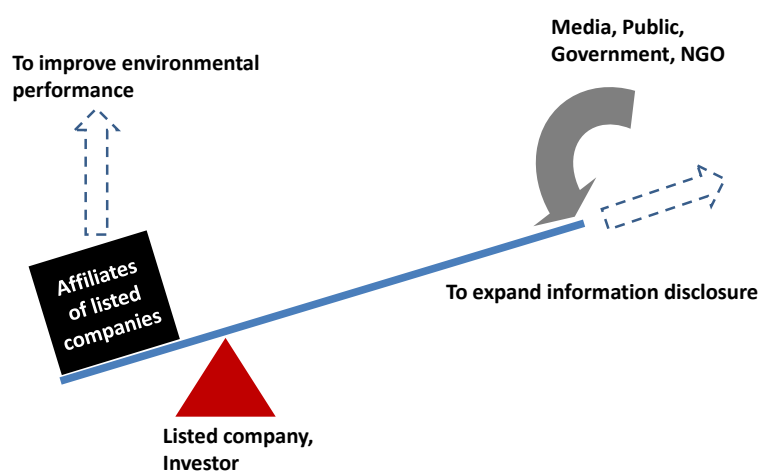 Media, Public,
Government, NGO
To improve environmental
performance
Affiliates
of listed
companies
To expand information disclosure
Listed company,
Investor